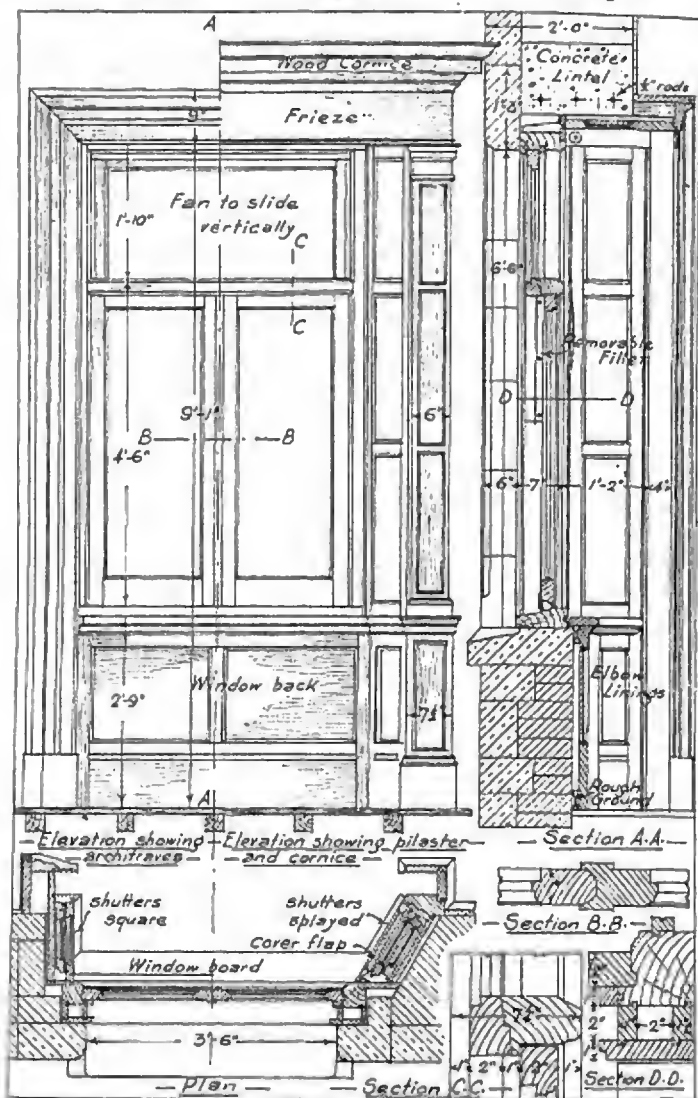 A
2'-0"
Wood Cornice
Concrete
Lintel
rods
Frieze
9"
Fan to slide
vertically
1'-10"
C
C
6'-6"
Removable
Fillet
9'-1"
B
B
4'-6"
6"
D
D
6"
7"
1'-2"
4"
Window back
2'-9"
7½"
Elbow
Linings
Rough
Ground
A
Elevation showing
architraves
Elevation showing pilaster
and cornice
Section A.A.
shutters
square
shutters
splayed
cover flap
Window board
Section B.B.
3'-6"
Plan
Section C.C.
1"
2"
1"
2"
2"
Section D.D.